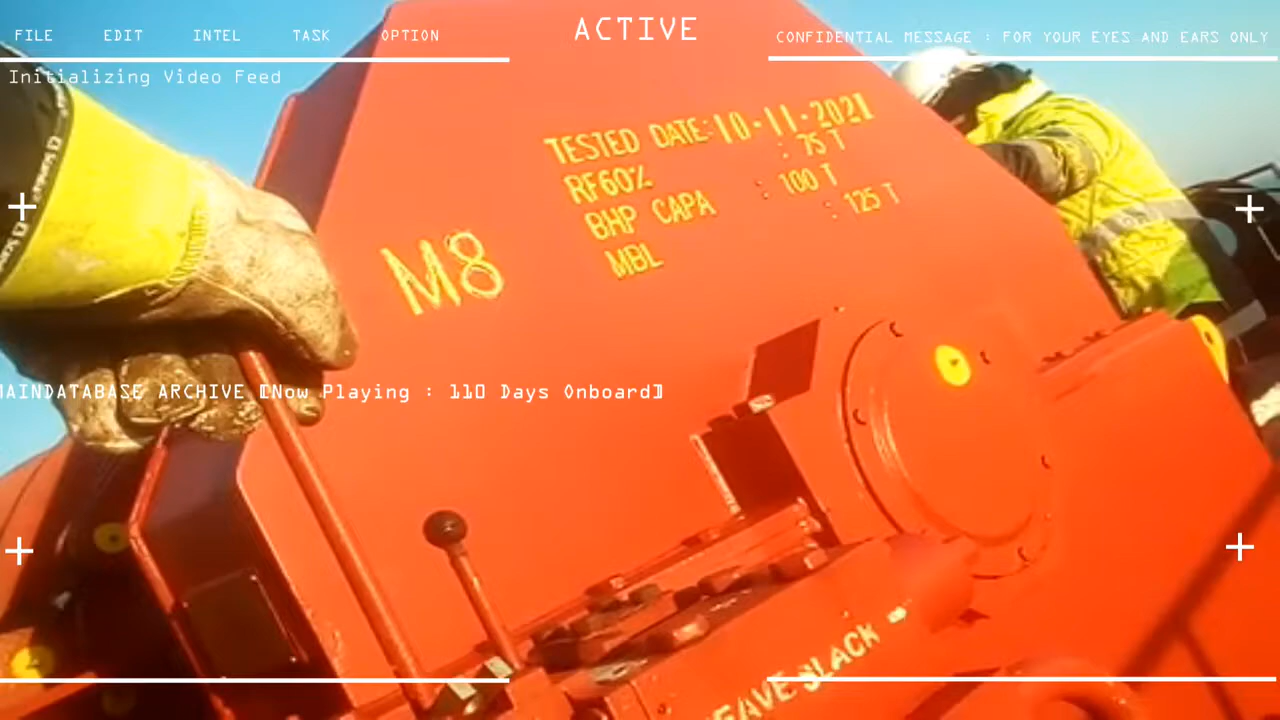 FILE EDIT INTEL TASK OPTION
ACTIVE
CONFIDENTIAL MESSAGE : FOR YOUR EYES AND EARS ONLY
Initializing Video Feed
TESTED DATE:10-11-2021
RF60% : 75 T
BHP CAPA : 100 T
MBL : 125 T
M8
MAINDATABASE ARCHIVE [Now Playing : 110 Days Onboard]
SLACK